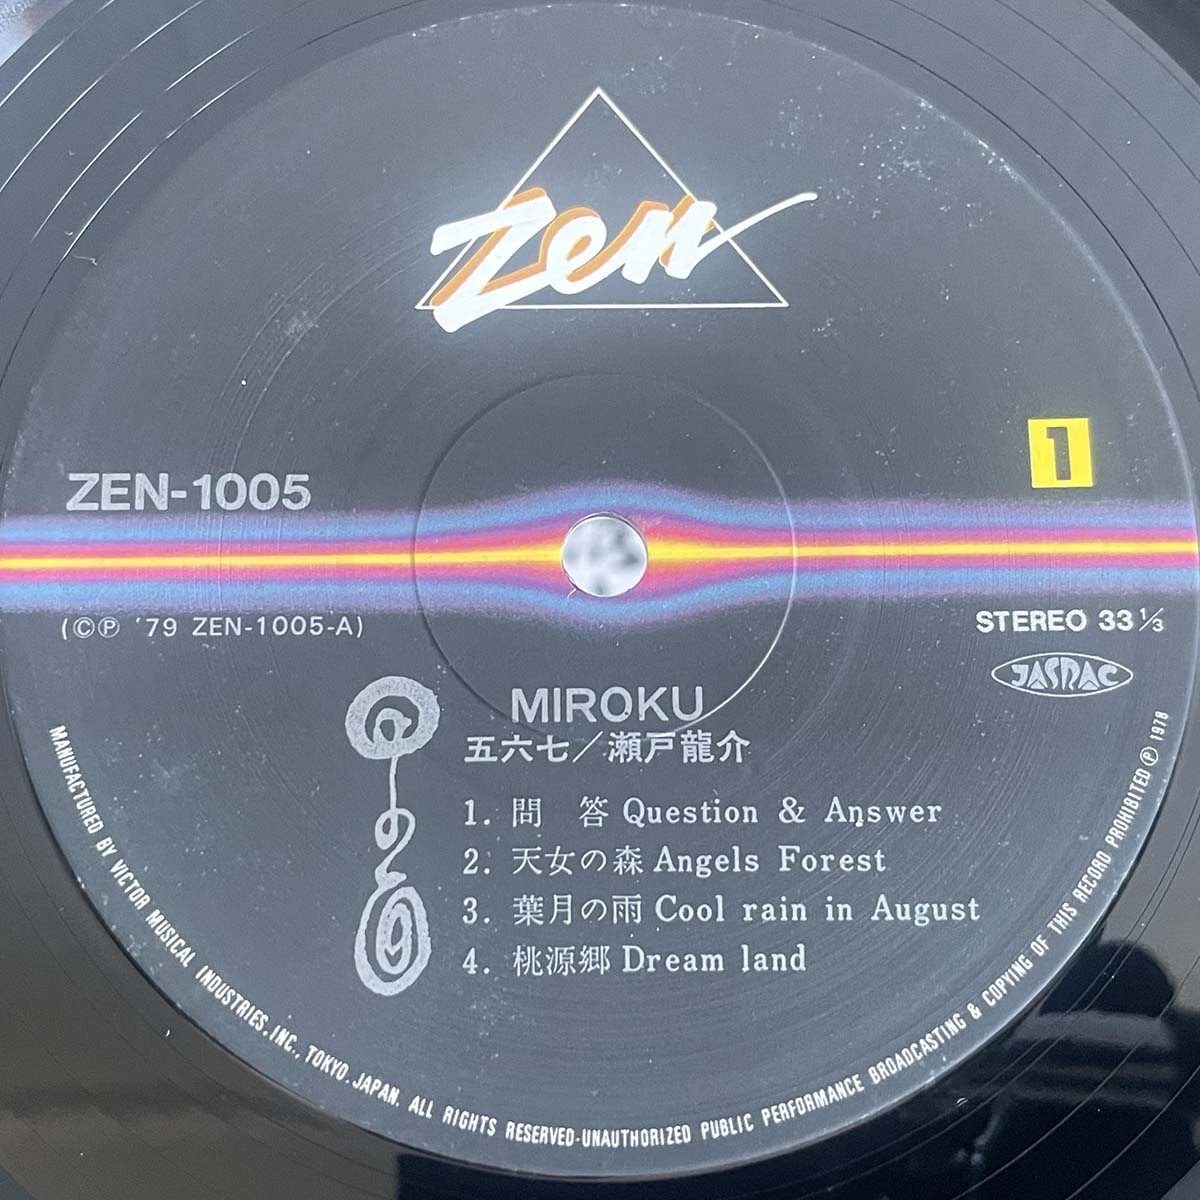 Zen
1
ZEN-1005
(Ⓒ Ⓟ '79 ZEN-1005-A)
STEREO 33 1/3
JASRAC
MIROKU
五六七／瀬戸龍介
1. 問　答 Question & Answer
2. 天女の森 Angels Forest
3. 葉月の雨 Cool rain in August
4. 桃源郷 Dream land
MANUFACTURED BY VICTOR MUSICAL INDUSTRIES, INC., TOKYO, JAPAN. ALL RIGHTS RESERVED-UNAUTHORIZED PUBLIC PERFORMANCE BROADCASTING & COPYING OF THIS RECORD PROHIBITED Ⓟ 1978